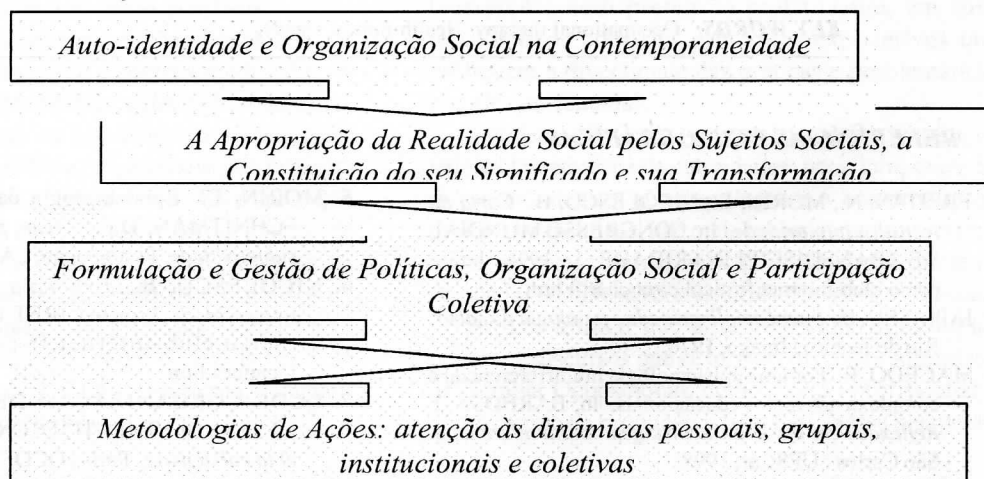 Auto-identidade e Organização Social na Contemporaneidade
A Apropriação da Realidade Social pelos Sujeitos Sociais, a
Constituição do seu Significado e sua Transformação
Formulação e Gestão de Políticas, Organização Social e Participação
Coletiva
Metodologias de Ações: atenção às dinâmicas pessoais, grupais,
institucionais e coletivas